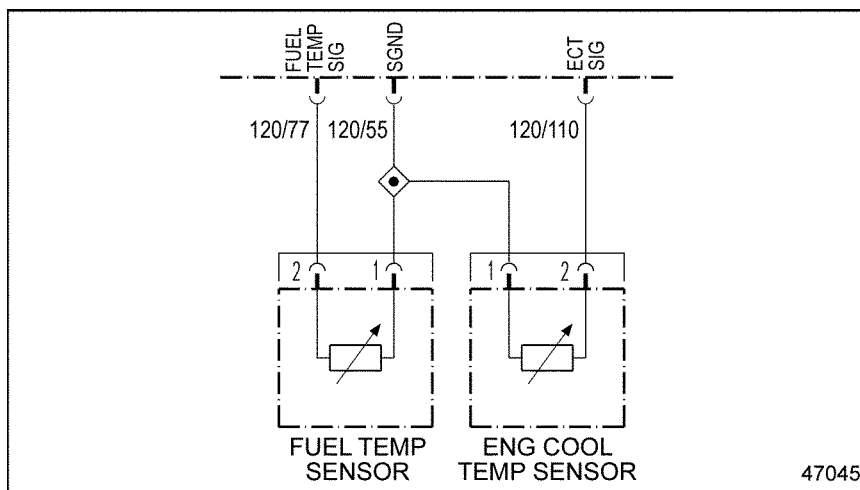 FUEL
TEMP
SIG
SGND
ECT
SIG
120/77
120/55
120/110
2
1
1
2
FUEL TEMP
SENSOR
ENG COOL
TEMP SENSOR
47045